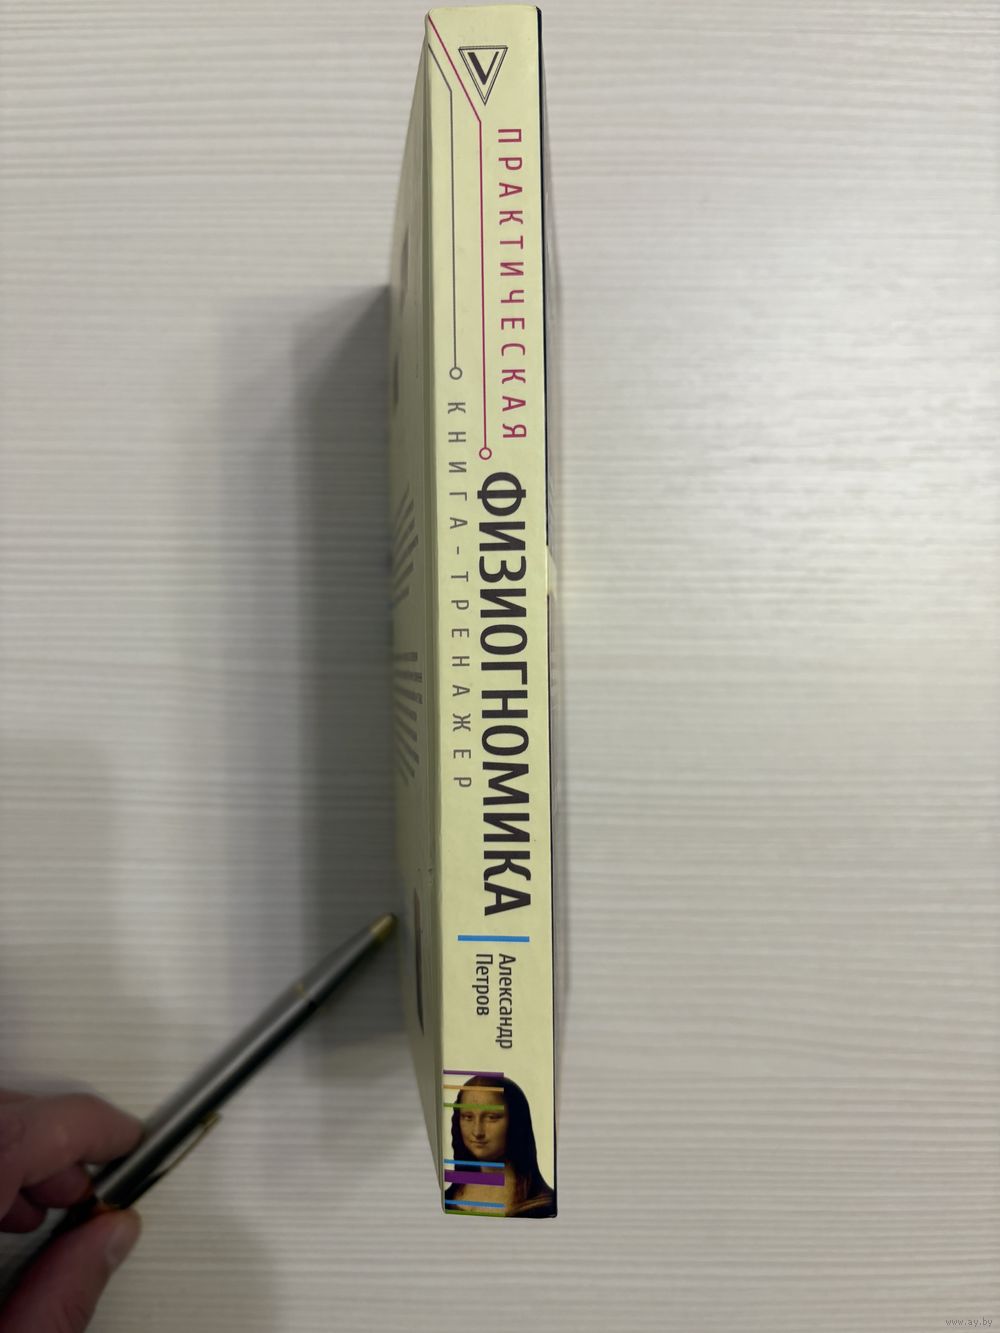 ПРАКТИЧЕСКАЯ
ФИЗИОГНОМИКА
КНИГА-ТРЕНАЖЕР
Александр
Петров
www.ay.by